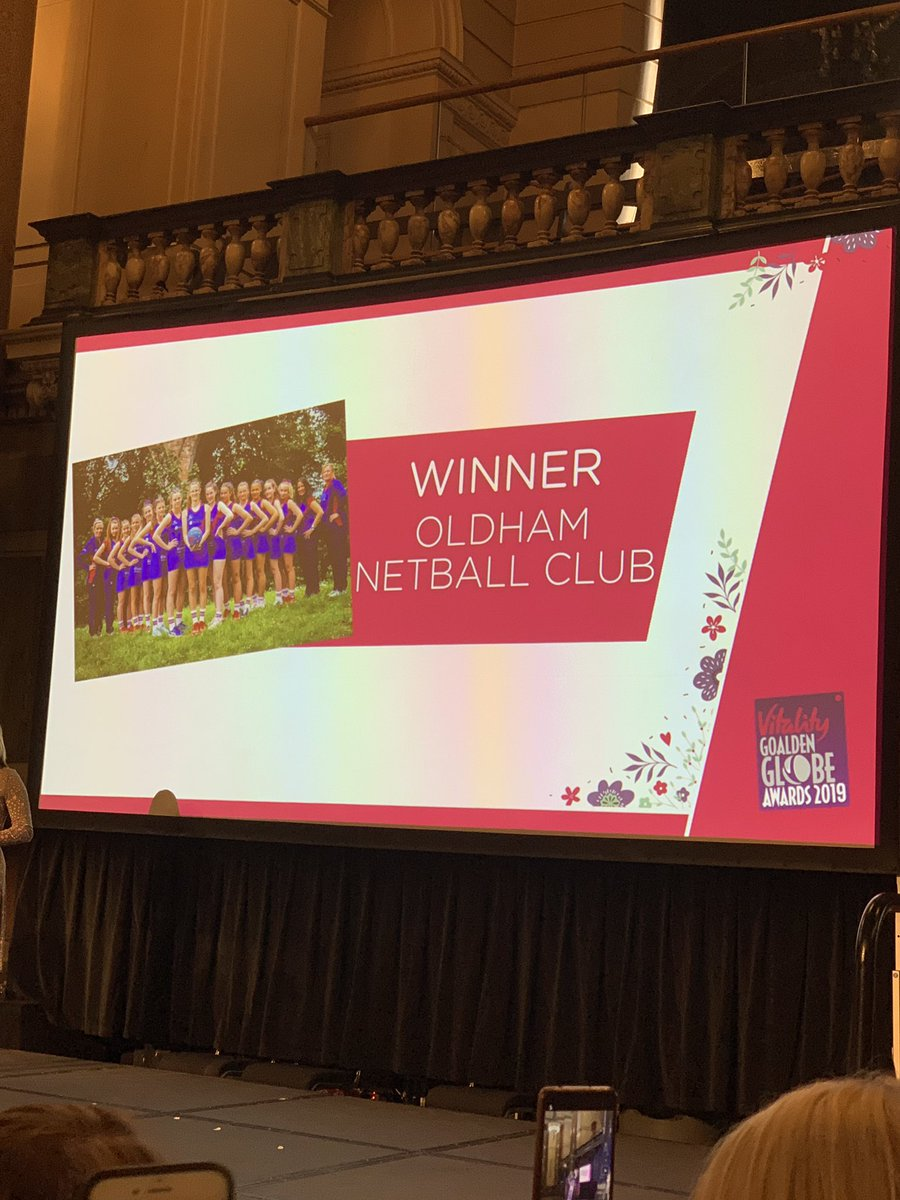 WINNER
OLDHAM
NETBALL CLUB
Vitality
GOALDEN
GLOBE
AWARDS 2019